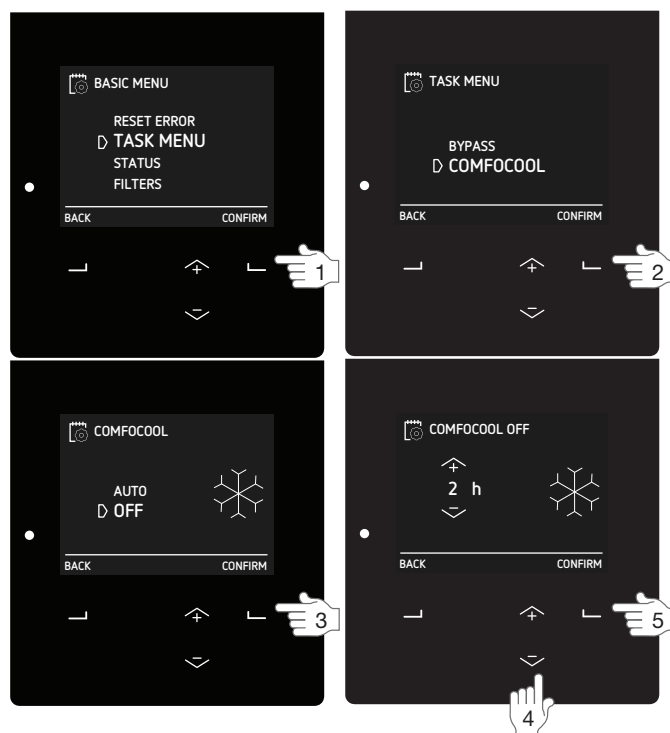 BASIC MENU
RESET ERROR
TASK MENU
STATUS
FILTERS
BACK CONFIRM
1
TASK MENU
BYPASS
COMFOCOOL
BACK CONFIRM
2
COMFOCOOL
AUTO
OFF
BACK CONFIRM
3
COMFOCOOL OFF
2 h
BACK CONFIRM
5
4